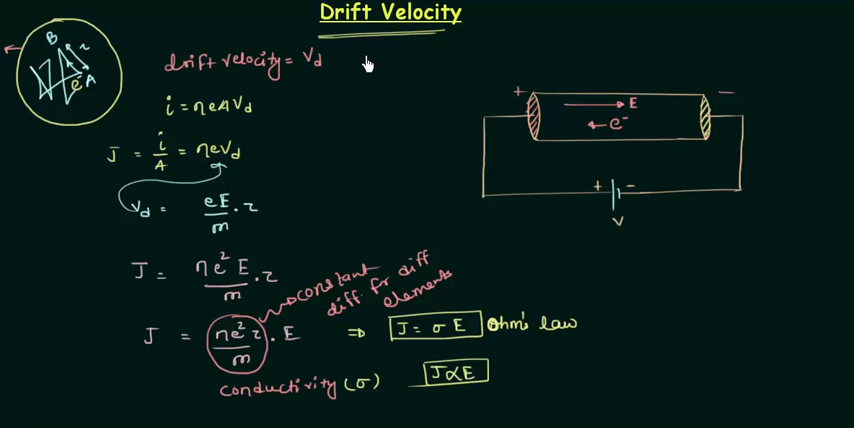 Drift Velocity
B
τ
e⁻ A
drift velocity = Vd
i = neAVd
J = i/A = neVd
Vd = eE/m . τ
J = ne²E/m . τ
constant
diff. for diff
elements
J = ne²τ/m . E ⇒ J = σ E Ohm's law
conductivity (σ) J∝E
+ −
E
e⁻
+ −
V